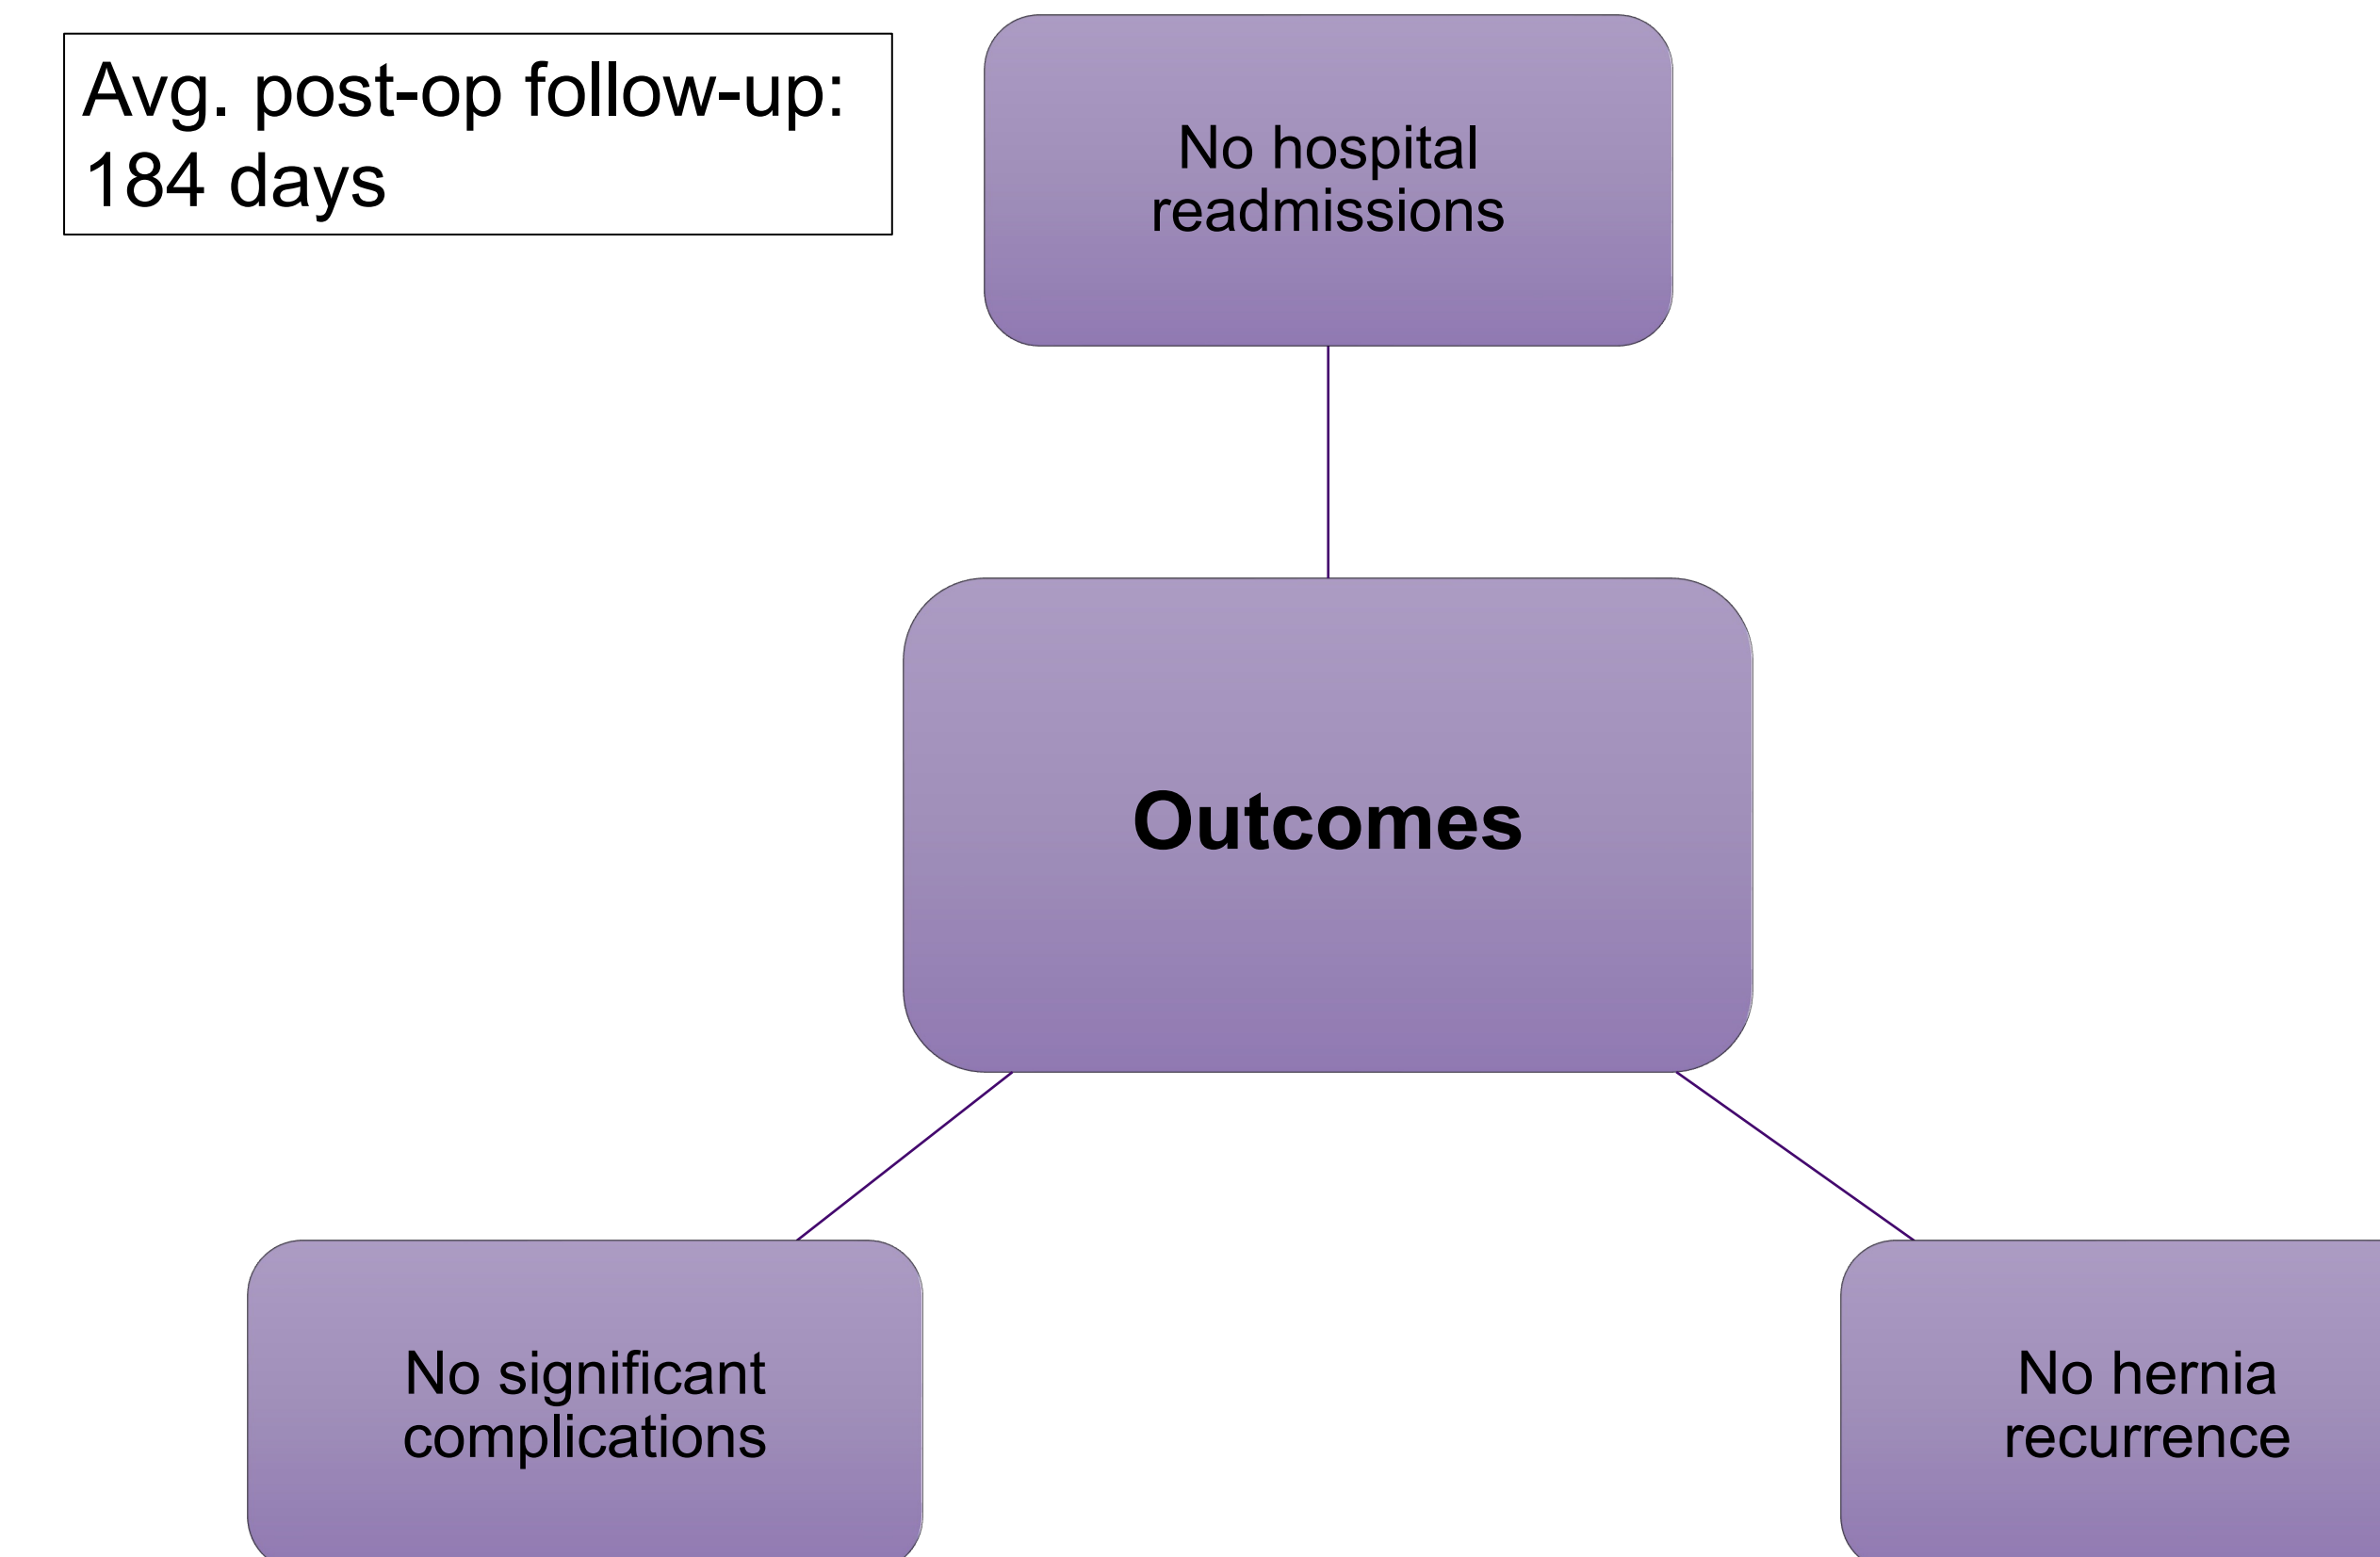 Avg. post-op follow-up:
184 days
No hospital
readmissions
Outcomes
No significant
complications
No hernia
recurrence